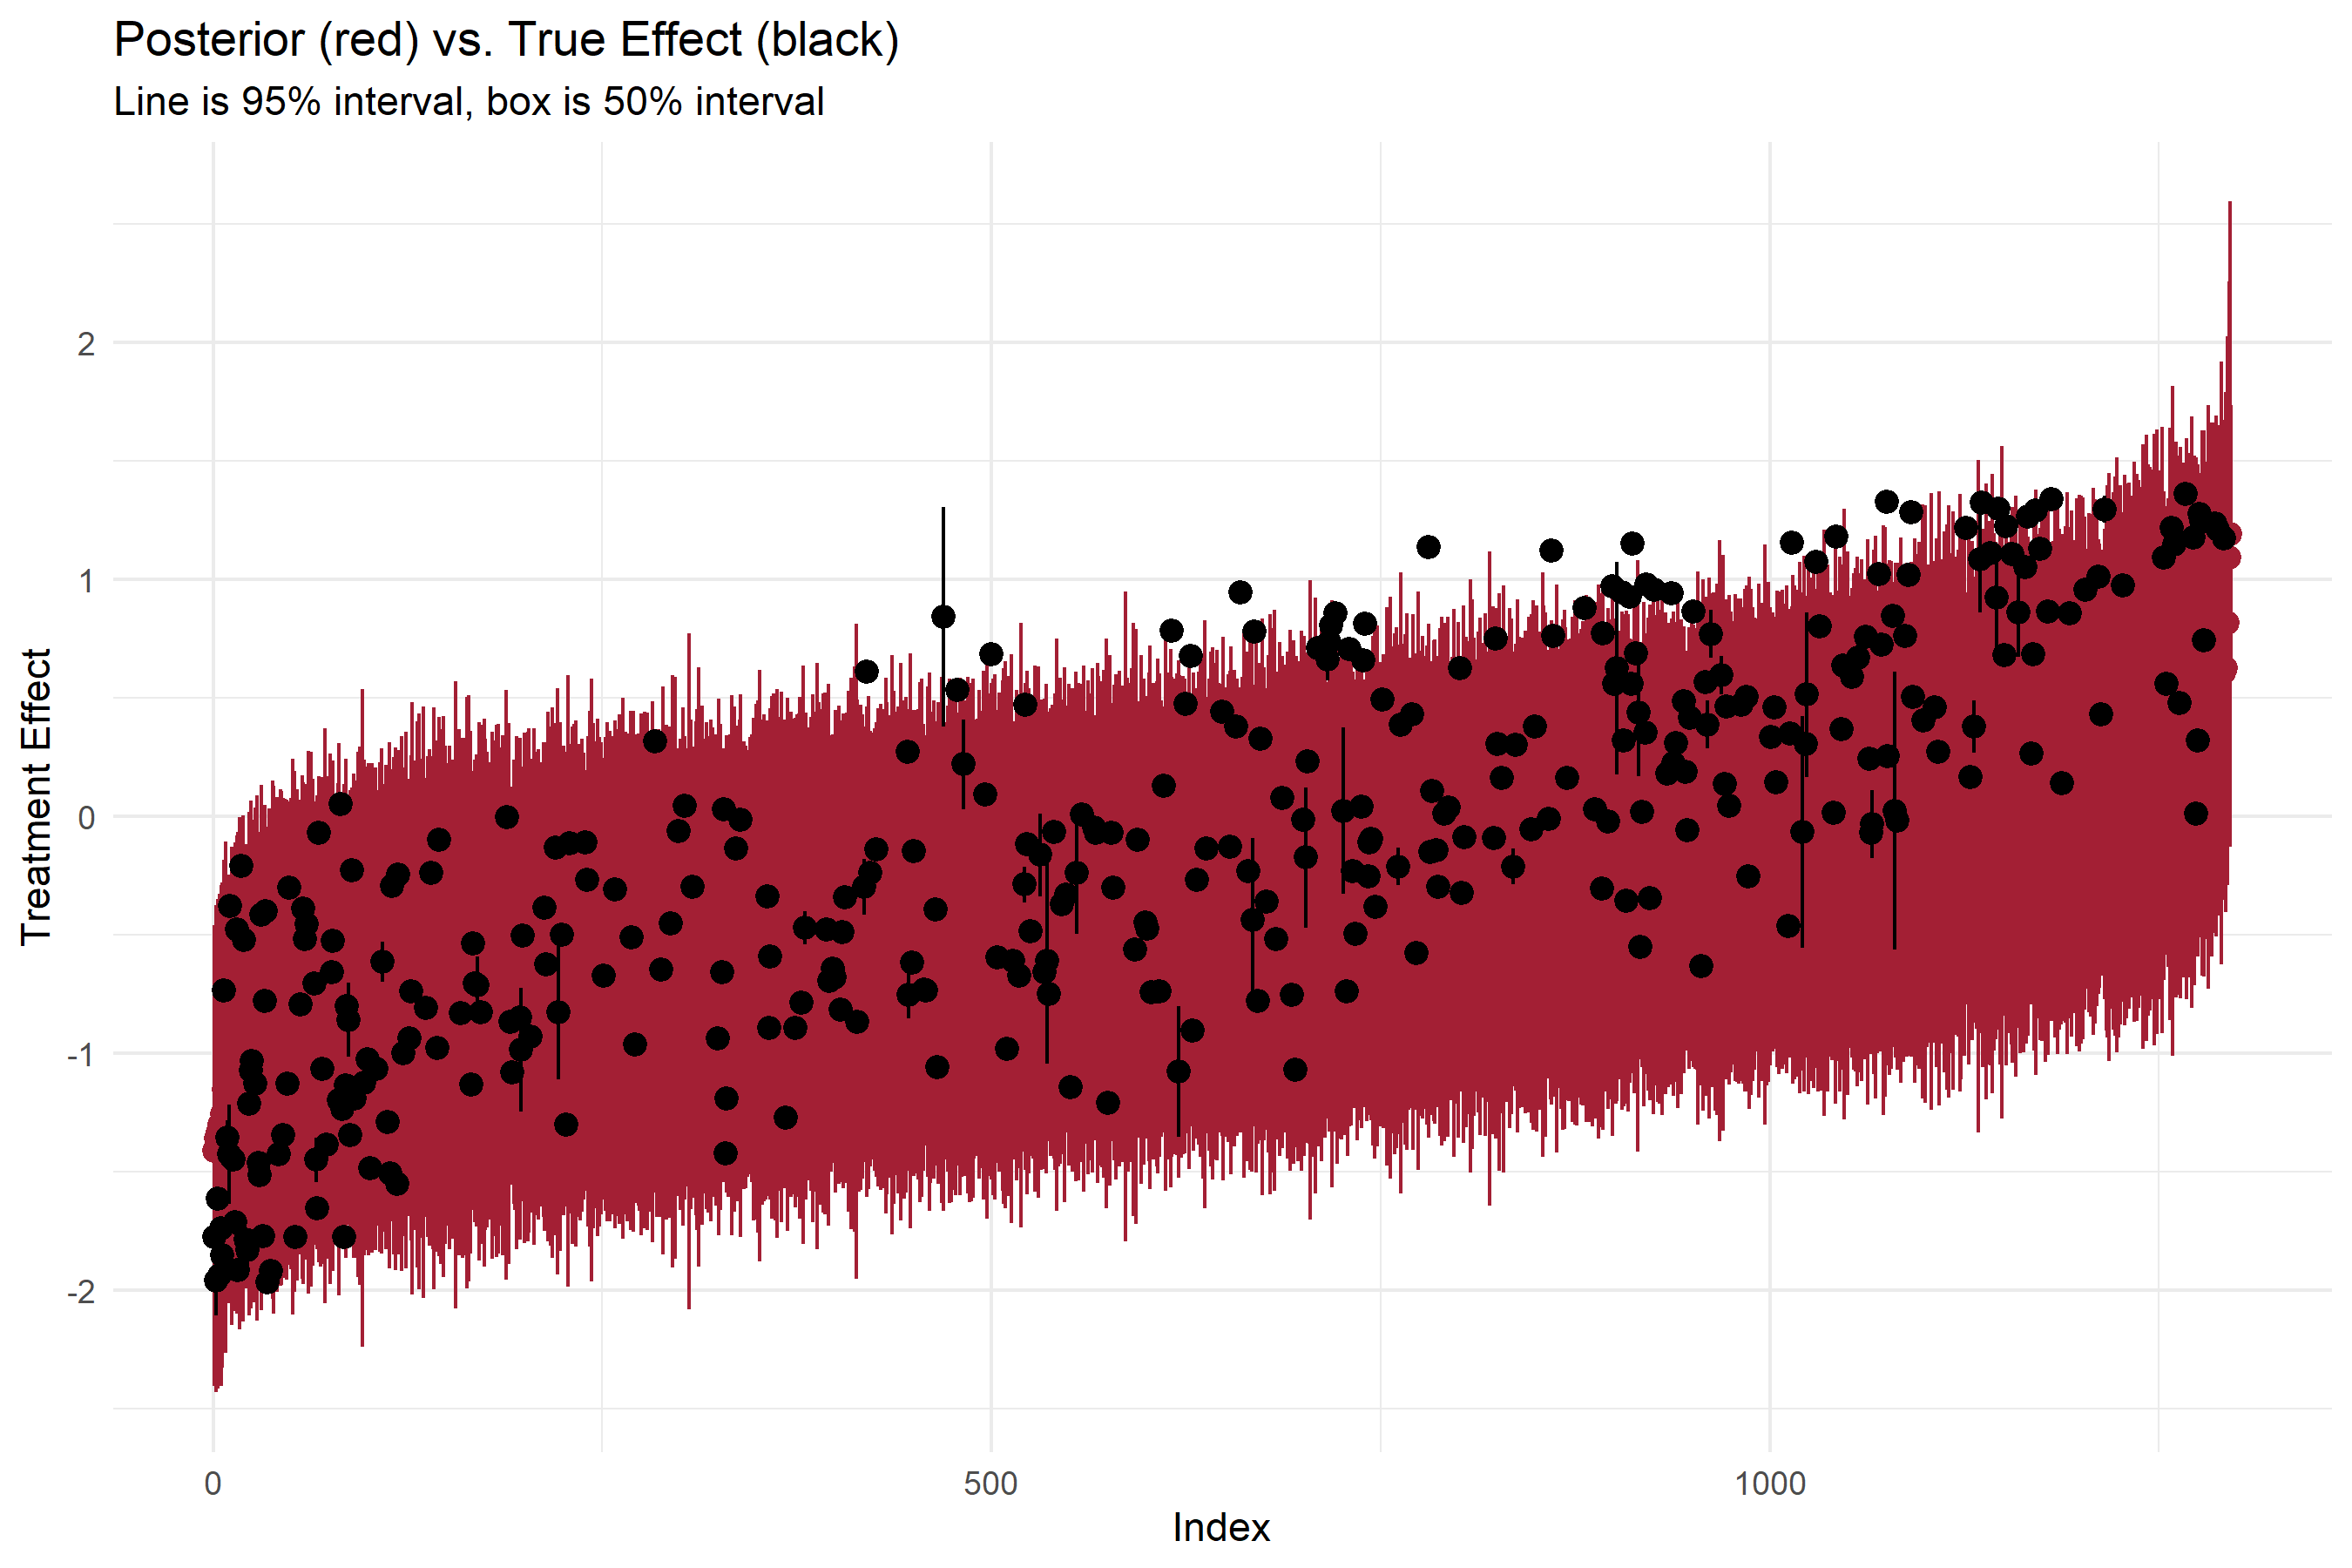 Posterior (red) vs. True Effect (black)
Line is 95% interval, box is 50% interval
Treatment Effect
2
1
0
-1
-2
0
500
1000
Index